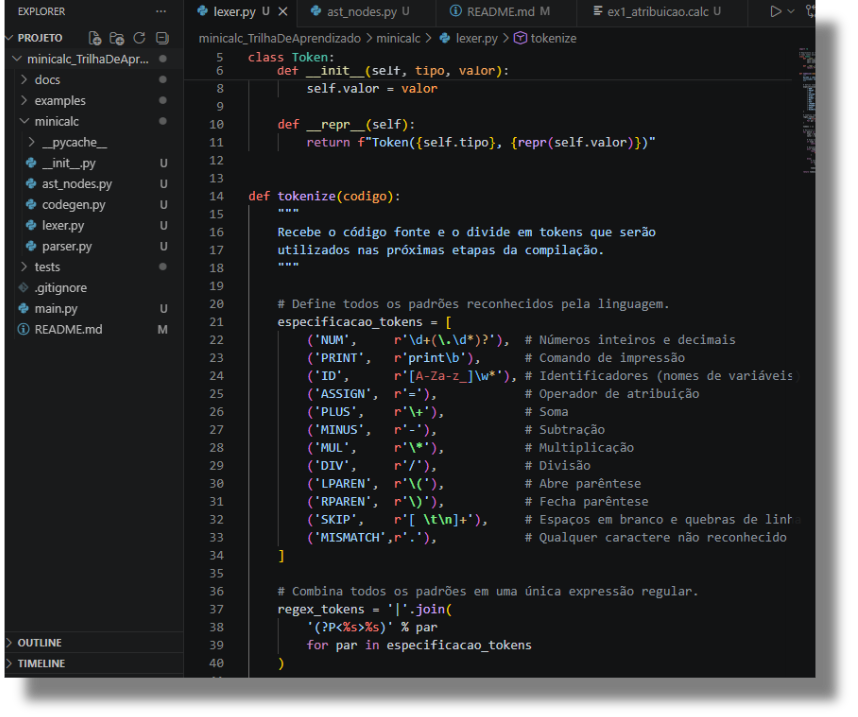 EXPLORER ...
PROJETO
minicalc_TrilhaDeApr...
docs
examples
minicalc
__pycache__
__init__.py U
ast_nodes.py U
codegen.py U
lexer.py U
parser.py U
tests
.gitignore
main.py U
README.md M
OUTLINE
TIMELINE
lexer.py U ast_nodes.py U README.md M ex1_atribuicao.calc U
minicalc_TrilhaDeAprendizado > minicalc > lexer.py > tokenize
5 class Token:
6 def __init__(self, tipo, valor):
8 self.valor = valor
9
10 def __repr__(self):
11 return f"Token({self.tipo}, {repr(self.valor)})"
12
13
14 def tokenize(codigo):
15 """
16 Recebe o código fonte e o divide em tokens que serão
17 utilizados nas próximas etapas da compilação.
18 """
19
20 # Define todos os padrões reconhecidos pela linguagem.
21 especificacao_tokens = [
22 ('NUM', r'\d+(\.\d*)?'), # Números inteiros e decimais
23 ('PRINT', r'print\b'), # Comando de impressão
24 ('ID', r'[A-Za-z_]\w*'), # Identificadores (nomes de variáveis
25 ('ASSIGN', r'='), # Operador de atribuição
26 ('PLUS', r'\+'), # Soma
27 ('MINUS', r'-'), # Subtração
28 ('MUL', r'\*'), # Multiplicação
29 ('DIV', r'/'), # Divisão
30 ('LPAREN', r'\('), # Abre parêntese
31 ('RPAREN', r'\)'), # Fecha parêntese
32 ('SKIP', r'[ \t\n]+'), # Espaços em branco e quebras de linh
33 ('MISMATCH',r'.'), # Qualquer caractere não reconhecido
34 ]
35
36 # Combina todos os padrões em uma única expressão regular.
37 regex_tokens = '|'.join(
38 '(?P<%s>%s)' % par
39 for par in especificacao_tokens
40 )